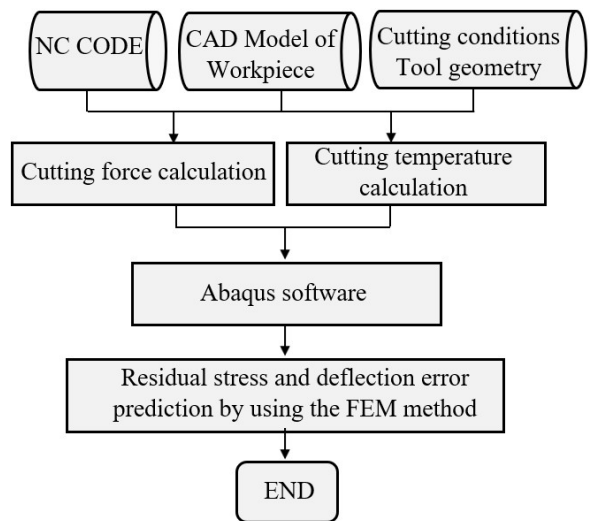 NC CODE
CAD Model of
Workpiece
Cutting conditions
Tool geometry
Cutting force calculation
Cutting temperature
calculation
Abaqus software
Residual stress and deflection error
prediction by using the FEM method
END